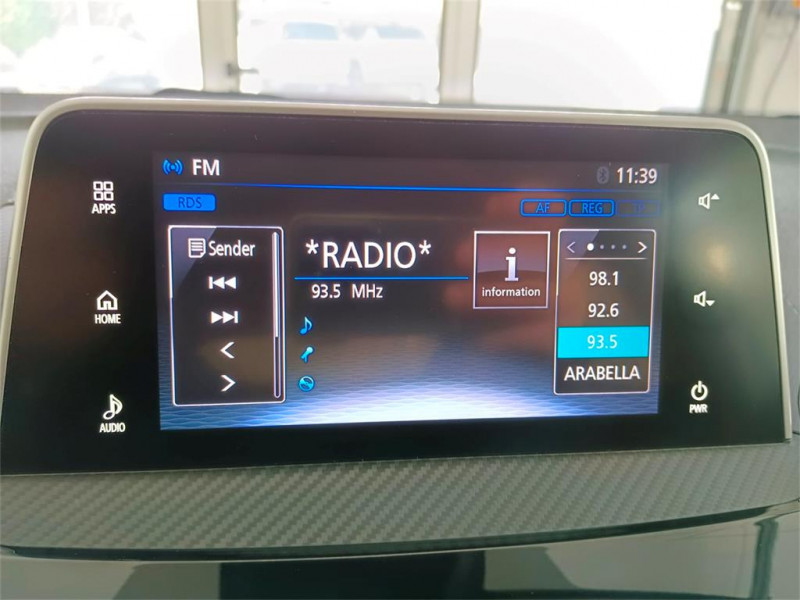 FM
11:39
RDS
AF
REG
TP
APPS
HOME
AUDIO
Sender
*RADIO*
93.5 MHz
i
information
98.1
92.6
93.5
ARABELLA
PWR